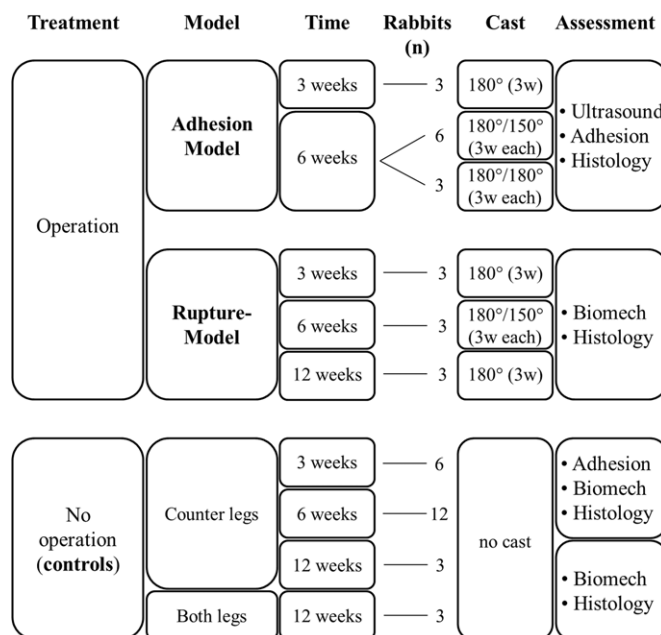 Treatment Model Time Rabbits (n) Cast Assessment
Operation
Adhesion
Model
3 weeks 3 180° (3w)
6 weeks
6 180°/150°
(3w each)
3 180°/180°
(3w each)
• Ultrasound
• Adhesion
• Histology
Rupture-
Model
3 weeks 3 180° (3w)
6 weeks 3 180°/150°
(3w each)
12 weeks 3 180° (3w)
• Biomech
• Histology
No
operation
(controls)
Counter legs
3 weeks 6
6 weeks 12
12 weeks 3
Both legs 12 weeks 3
no cast
• Adhesion
• Biomech
• Histology
• Biomech
• Histology